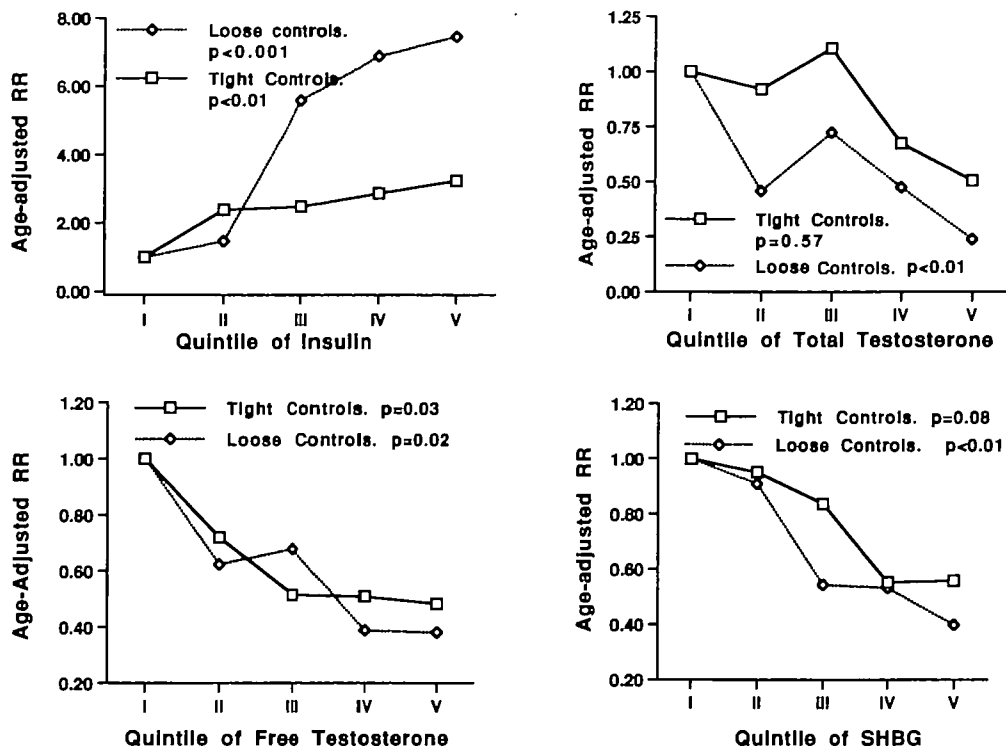 Age-adjusted RR
8.00
6.00
4.00
2.00
0.00
Loose controls.
p<0.001
Tight Controls.
p<0.01
I II III IV V
Quintile of Insulin
Age-adjusted RR
1.25
1.00
0.75
0.50
0.25
0.00
Tight Controls.
p=0.57
Loose Controls. p<0.01
I II III IV V
Quintile of Total Testosterone
Age-Adjusted RR
1.20
1.00
0.80
0.60
0.40
0.20
Tight Controls. p=0.03
Loose Controls. p=0.02
I II III IV V
Quintile of Free Testosterone
Age-adjusted RR
1.20
1.00
0.80
0.60
0.40
0.20
Tight Controls. p=0.08
Loose Controls. p<0.01
I II III IV V
Quintile of SHBG